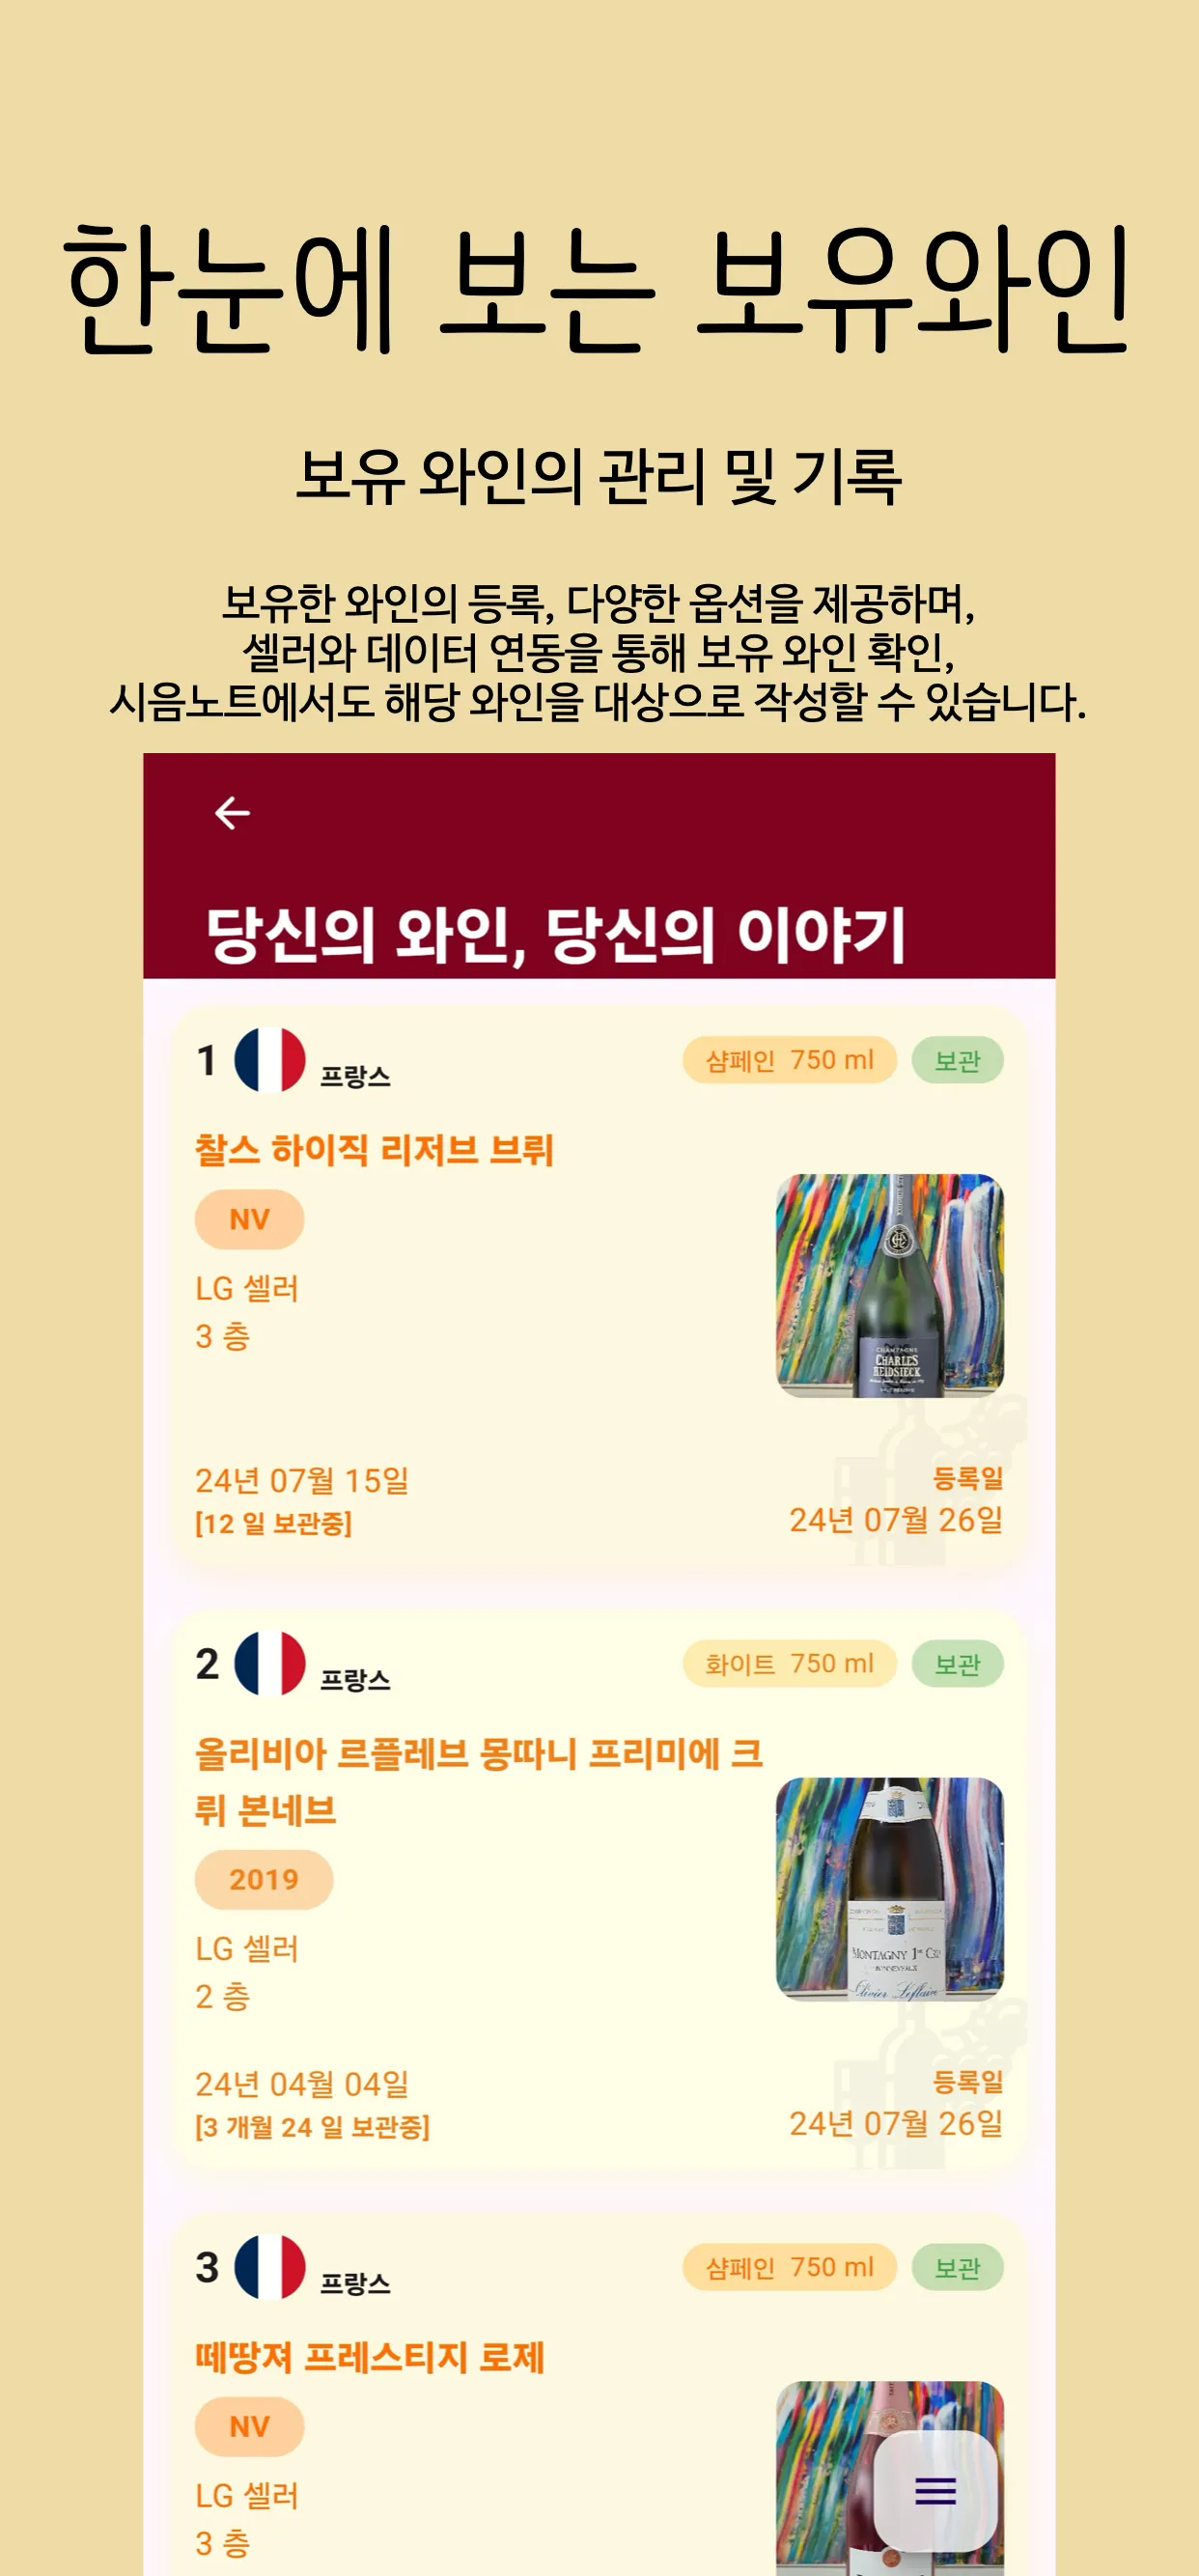 한눈에 보는 보유와인
보유 와인의 관리 및 기록
보유한 와인의 등록, 다양한 옵션을 제공하며,
셀러와 데이터 연동을 통해 보유 와인 확인,
시음노트에서도 해당 와인을 대상으로 작성할 수 있습니다.
당신의 와인, 당신의 이야기
1 프랑스 샴페인 750 ml 보관
찰스 하이직 리저브 브뤼
NV
LG 셀러
3 층
CHAMPAGNE
CHARLES
HEIDSIECK
24년 07월 15일
[12 일 보관중]
등록일
24년 07월 26일
2 프랑스 화이트 750 ml 보관
올리비아 르플레브 몽따니 프리미에 크
뤼 본네브
2019
LG 셀러
2 층
MONTAGNY 1er Cru
BONNEVEAUX
Olivier Leflaive
24년 04월 04일
[3 개월 24 일 보관중]
등록일
24년 07월 26일
3 프랑스 샴페인 750 ml 보관
떼땅져 프레스티지 로제
NV
LG 셀러
3 층